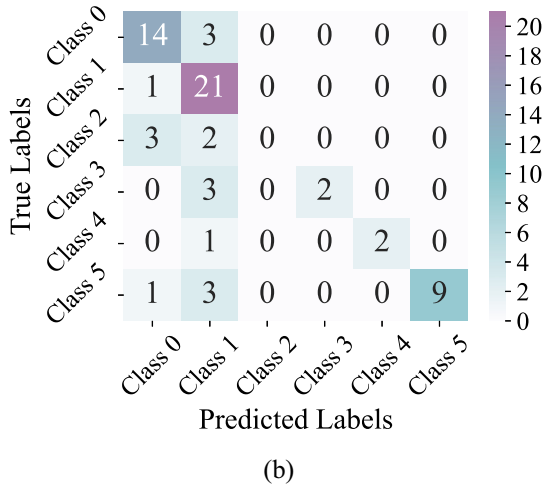 True Labels
Class 0 14 3 0 0 0 0
Class 1 1 21 0 0 0 0
Class 2 3 2 0 0 0 0
Class 3 0 3 0 2 0 0
Class 4 0 1 0 0 2 0
Class 5 1 3 0 0 0 9
Class 0 Class 1 Class 2 Class 3 Class 4 Class 5
Predicted Labels
20
18
16
14
12
10
8
6
4
2
0
(b)